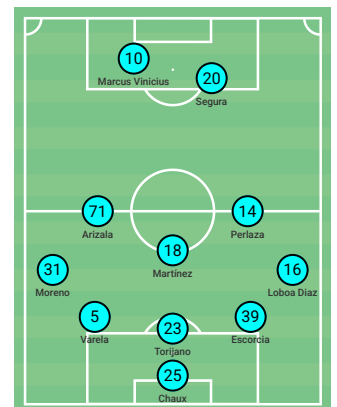 10
Marcus Vinicius
20
Segura
71
Arizala
14
Perlaza
18
Martínez
31
Moreno
16
Loboa Diaz
5
Varela
23
Torijano
39
Escorcia
25
Chaux